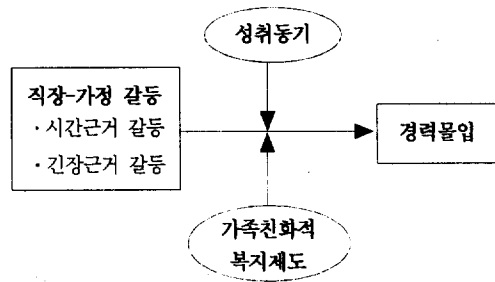 성취동기
직장-가정 갈등
· 시간근거 갈등
· 긴장근거 갈등
경력몰입
가족친화적
복지제도